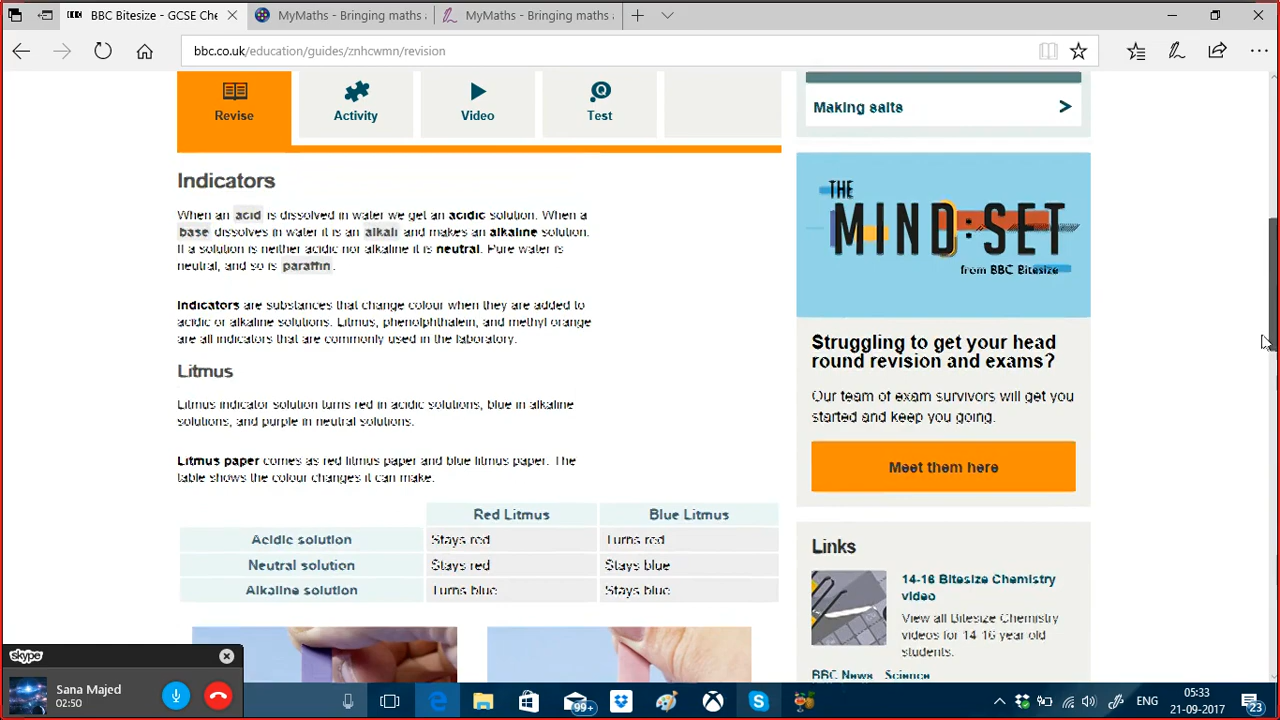 BBC Bitesize - GCSE Che
MyMaths - Bringing maths a
MyMaths - Bringing maths a
bbc.co.uk/education/guides/znhcwmn/revision
Revise
Activity
Video
Test
Indicators
When an acid is dissolved in water we get an acidic solution. When a
base dissolves in water it is an alkali and makes an alkaline solution.
If a solution is neither acidic nor alkaline it is neutral. Pure water is
neutral, and so is paraffin.
Indicators are substances that change colour when they are added to
acidic or alkaline solutions. Litmus, phenolphthalein, and methyl orange
are all indicators that are commonly used in the laboratory.
Litmus
Litmus indicator solution turns red in acidic solutions, blue in alkaline
solutions, and purple in neutral solutions.
Litmus paper comes as red litmus paper and blue litmus paper. The
table shows the colour changes it can make.
Red Litmus Blue Litmus
Acidic solution Stays red Turns red
Neutral solution Stays red Stays blue
Alkaline solution Turns blue Stays blue
Making salts >
THE
MIND:SET
from BBC Bitesize
Struggling to get your head
round revision and exams?
Our team of exam survivors will get you
started and keep you going.
Meet them here
Links
14-16 Bitesize Chemistry
video
View all Bitesize Chemistry
videos for 14-16 year old
students.
BBC News Science
skype
Sana Majed
02:50
99+
ENG
05:33
21-09-2017
23